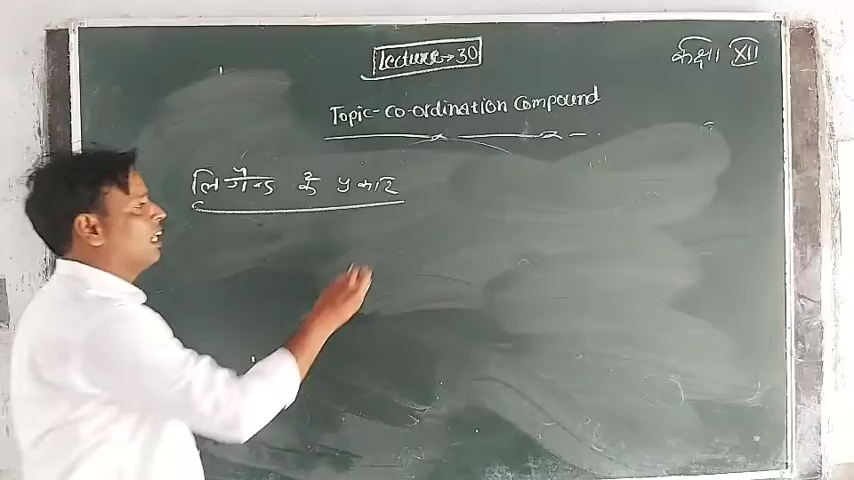 Lecture→30
कक्षा XII
Topic-co-ordination Compound
लिगैन्ड के प्रकार